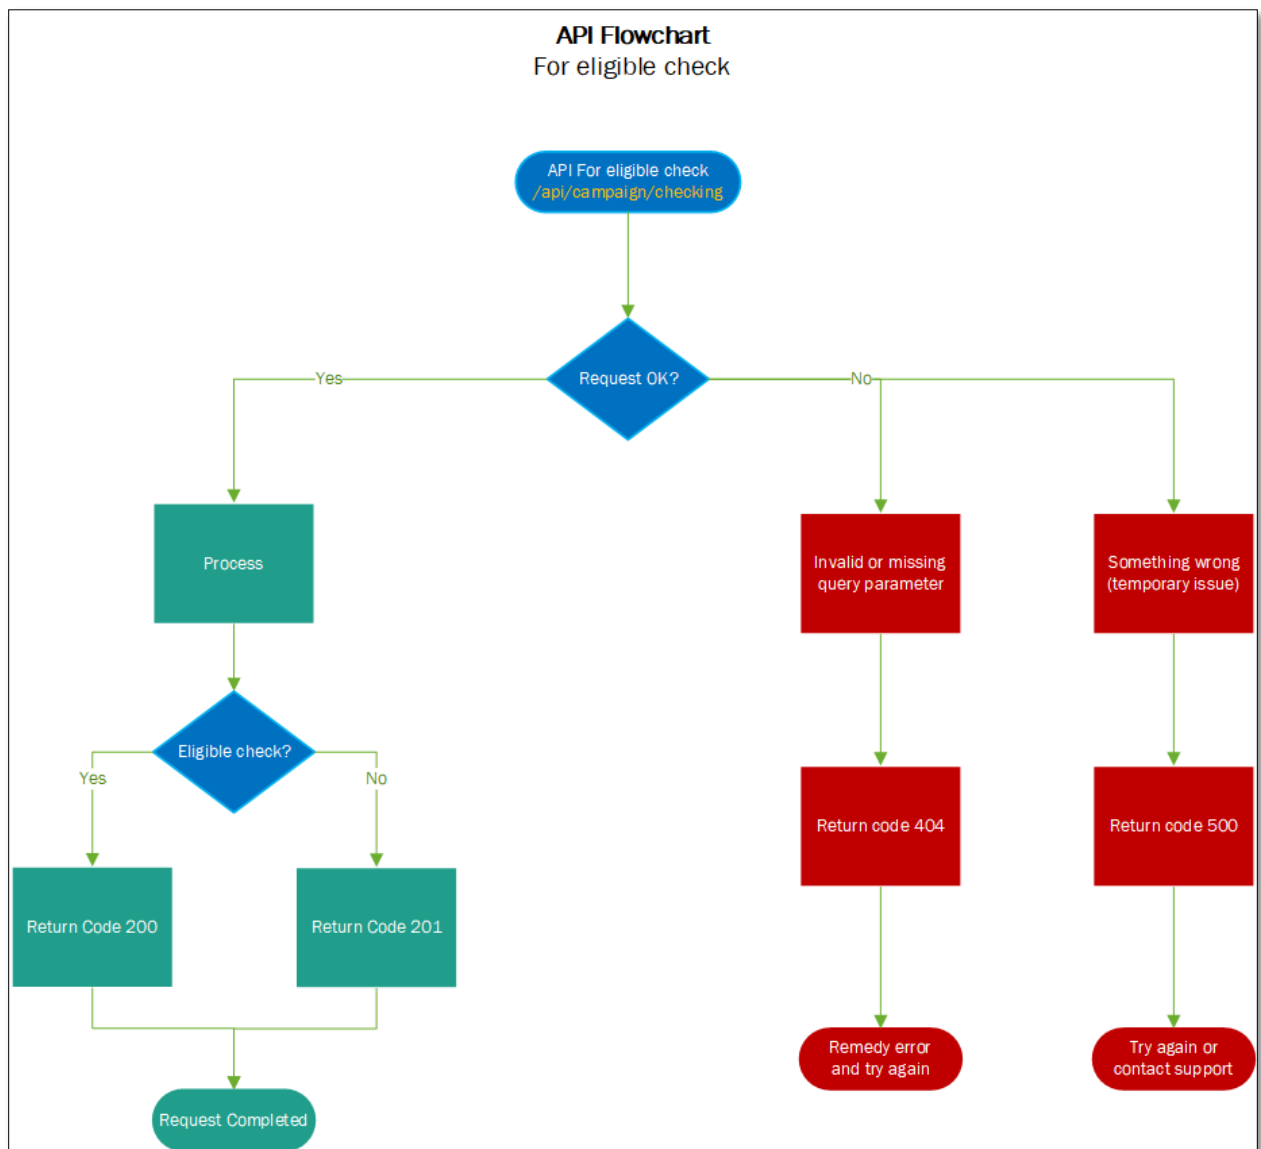 API Flowchart
For eligible check
API For eligible check
/api/campaign/checking
Request OK?
Yes
No
Process
Invalid or missing
query parameter
Something wrong
(temporary issue)
Eligible check?
Yes
No
Return code 404
Return code 500
Return Code 200
Return Code 201
Remedy error
and try again
Try again or
contact support
Request Completed